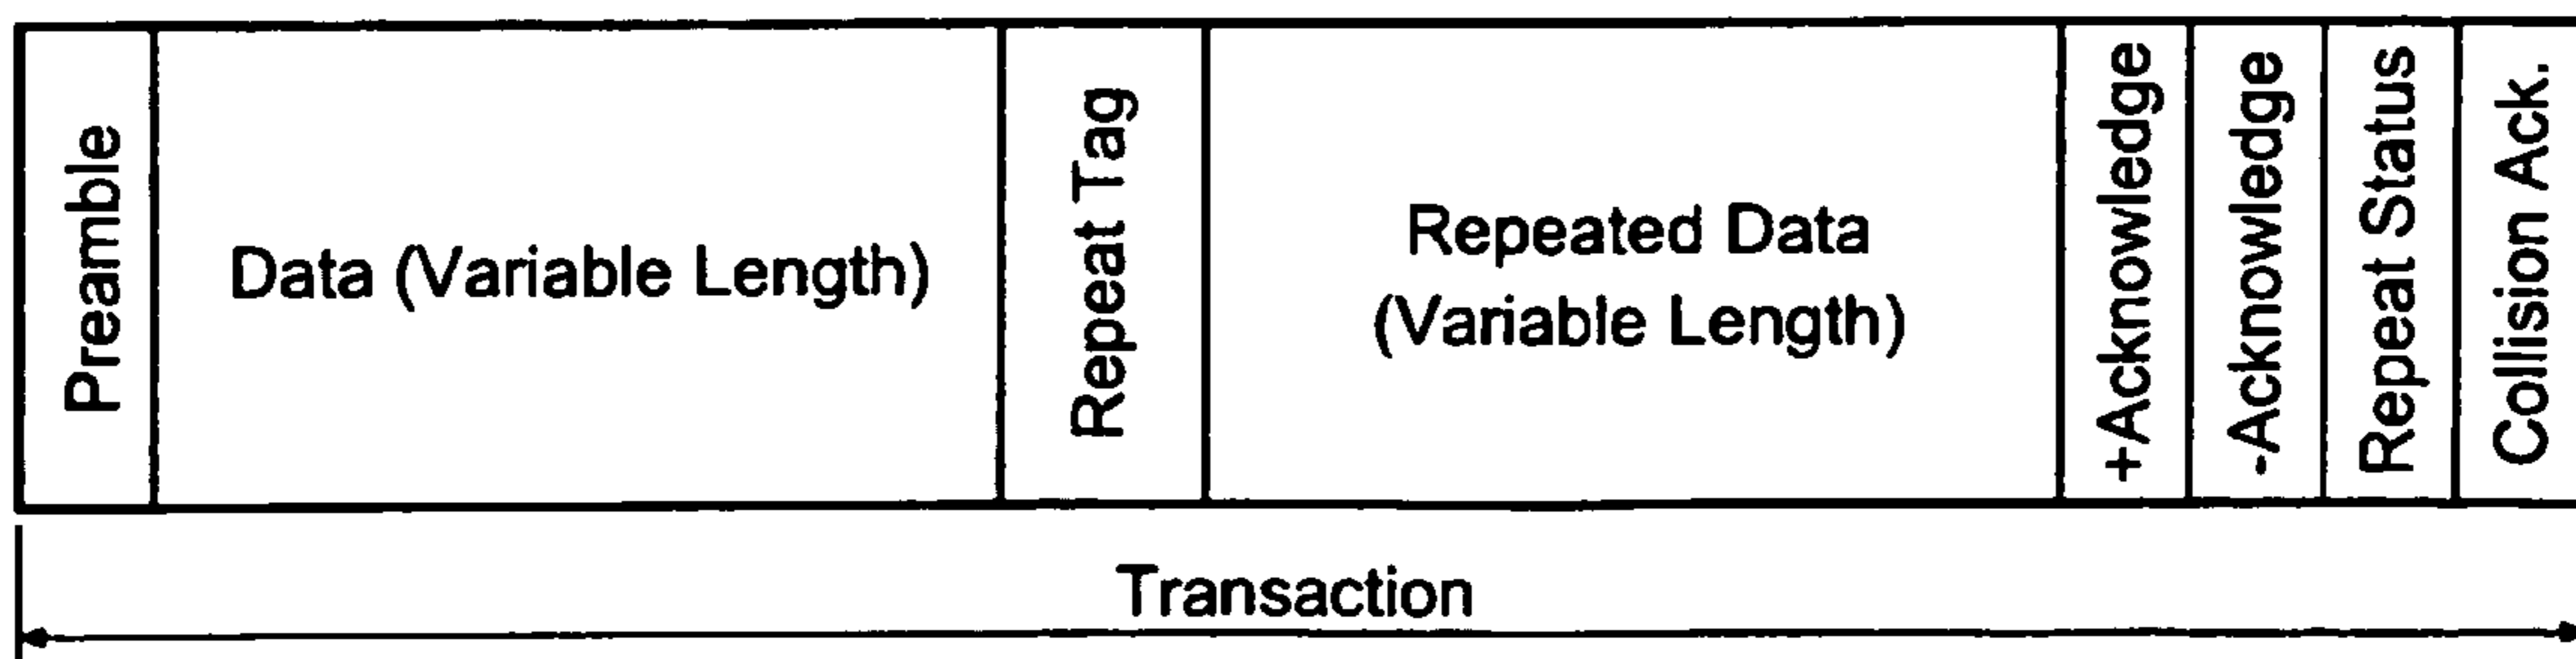 Preamble
Data (Variable Length)
Repeat Tag
Repeated Data
(Variable Length)
+Acknowledge
-Acknowledge
Repeat Status
Collision Ack.
Transaction